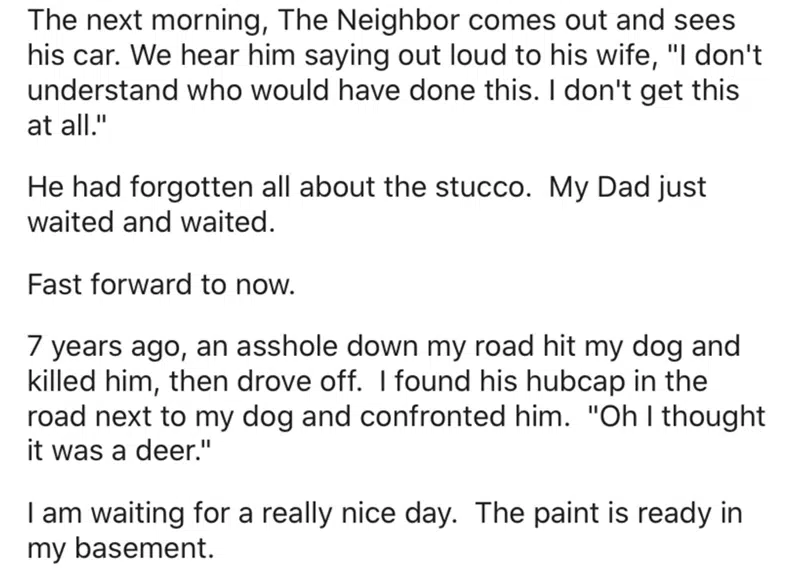 The next morning, The Neighbor comes out and sees
his car. We hear him saying out loud to his wife, "I don't
understand who would have done this. I don't get this
at all."
He had forgotten all about the stucco.  My Dad just
waited and waited.
Fast forward to now.
7 years ago, an asshole down my road hit my dog and
killed him, then drove off.  I found his hubcap in the
road next to my dog and confronted him.  "Oh I thought
it was a deer."
I am waiting for a really nice day.  The paint is ready in
my basement.